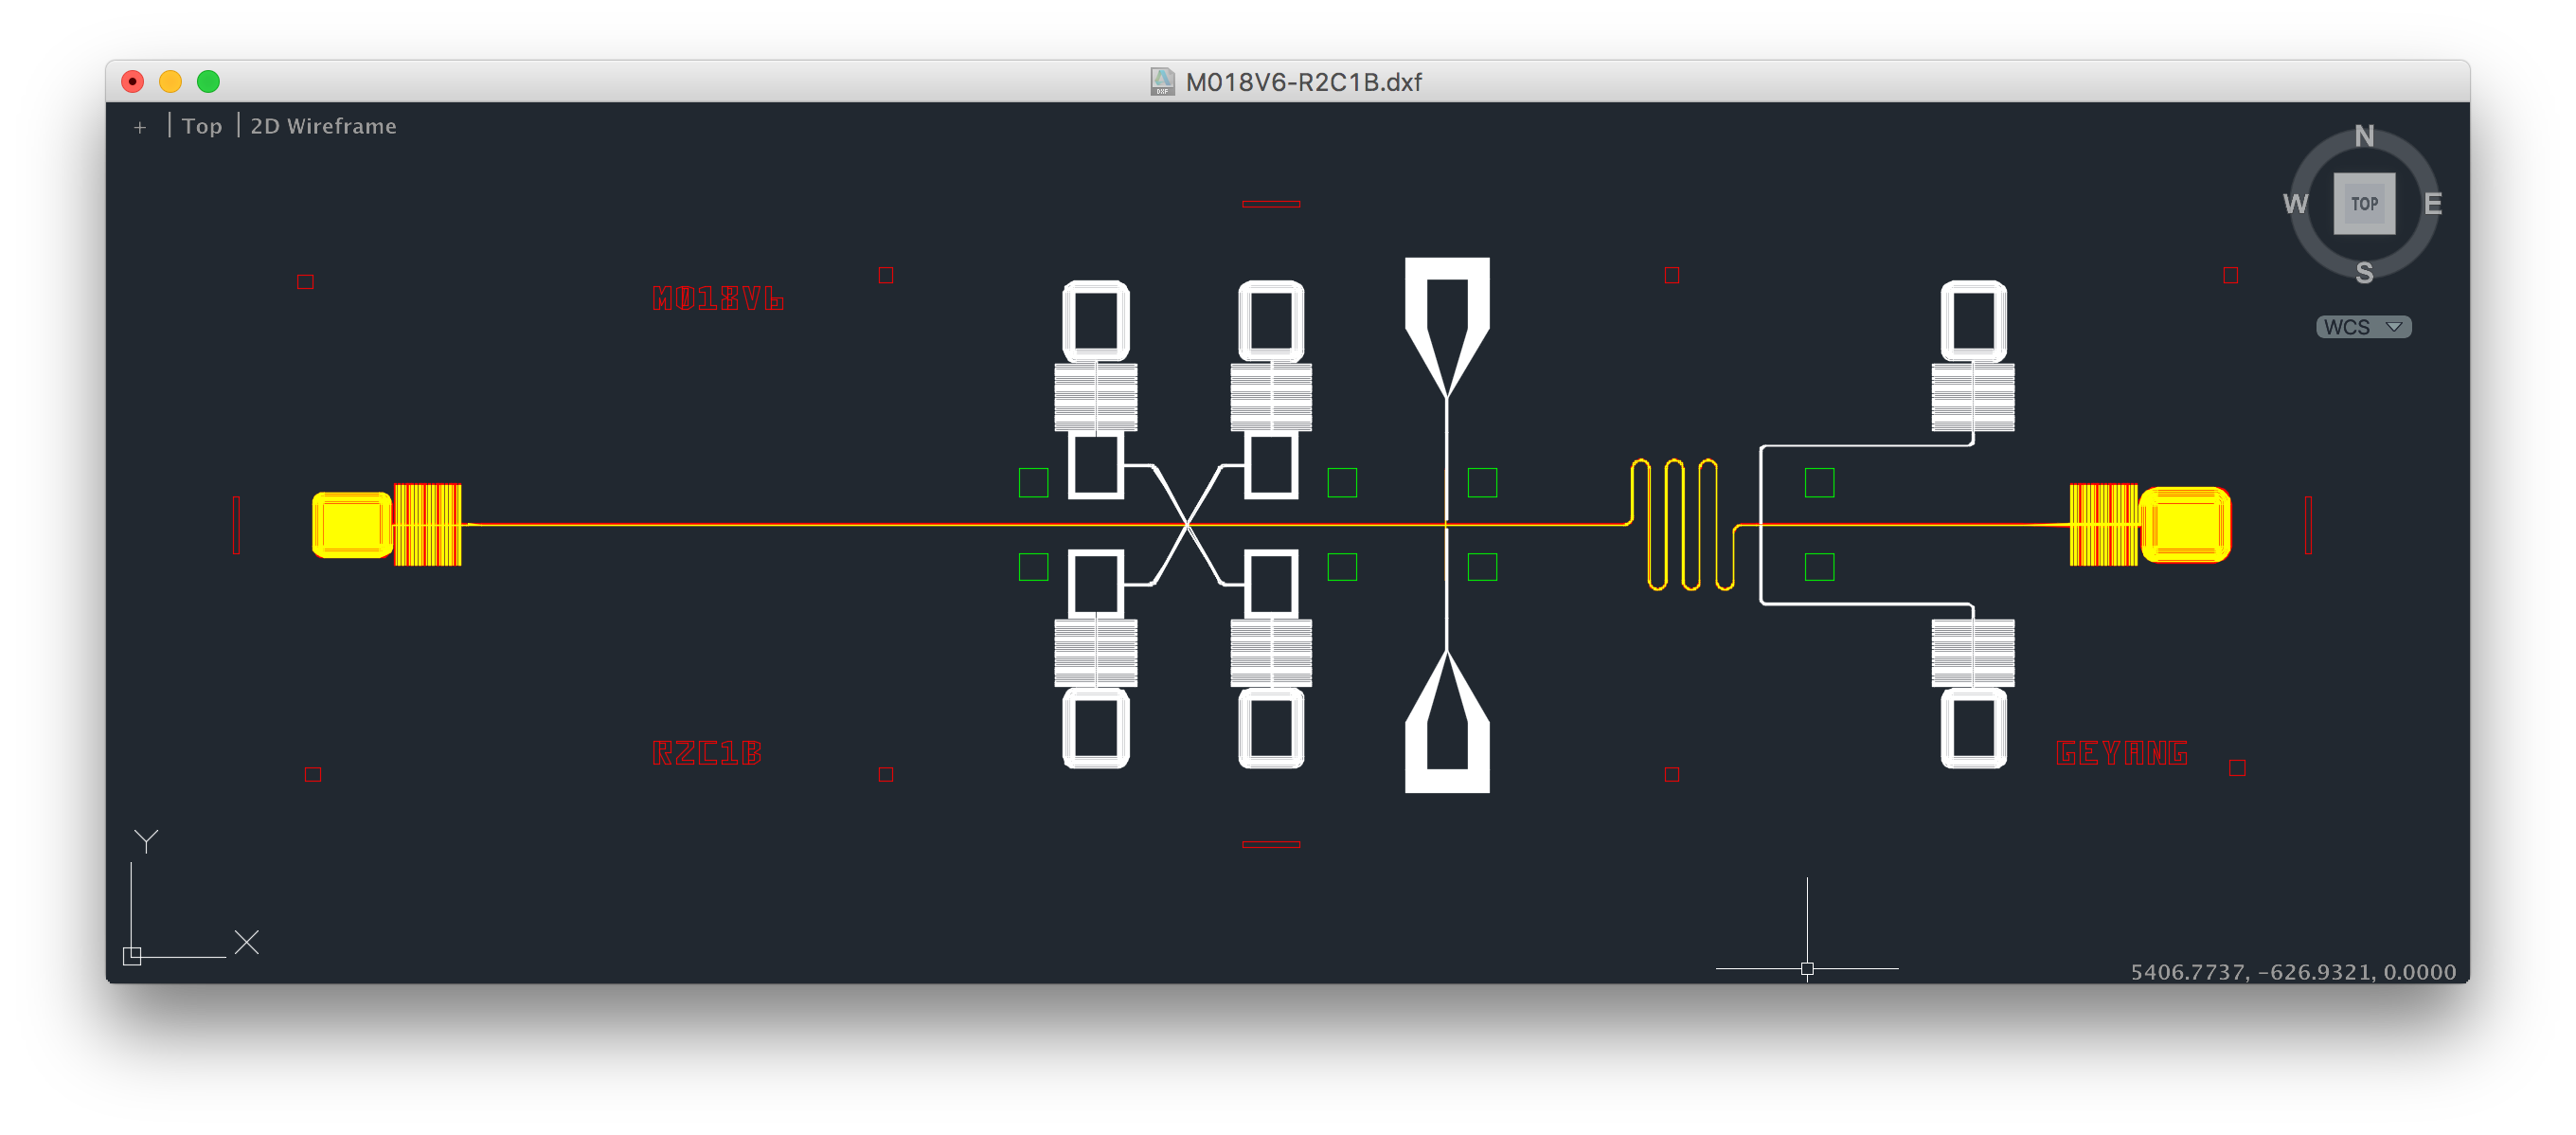 M018V6-R2C1B.dxf
+ | Top | 2D Wireframe
N
W TOP E
S
WCS
M018V6
R2C1B
GEYANG
Y
X
5406.7737, -626.9321, 0.0000